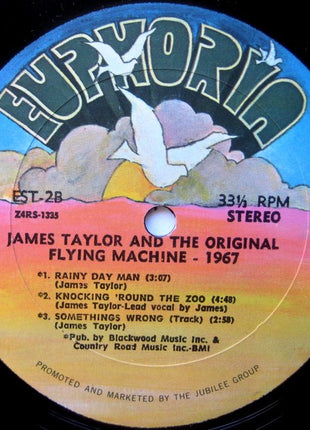 EUPHORIA
EST-2B
Z4RS-1335
33⅓ RPM
STEREO
JAMES TAYLOR AND THE ORIGINAL
FLYING MACHINE - 1967
*1. RAINY DAY MAN (3:07)
(James Taylor)
*2. KNOCKING 'ROUND THE ZOO (4:48)
(James Taylor-Lead vocal by James)
*3. SOMETHINGS WRONG (Track) (2:58)
(James Taylor)
*Pub. by Blackwood Music Inc. &
Country Road Music Inc.-BMI
PROMOTED AND MARKETED BY THE JUBILEE GROUP